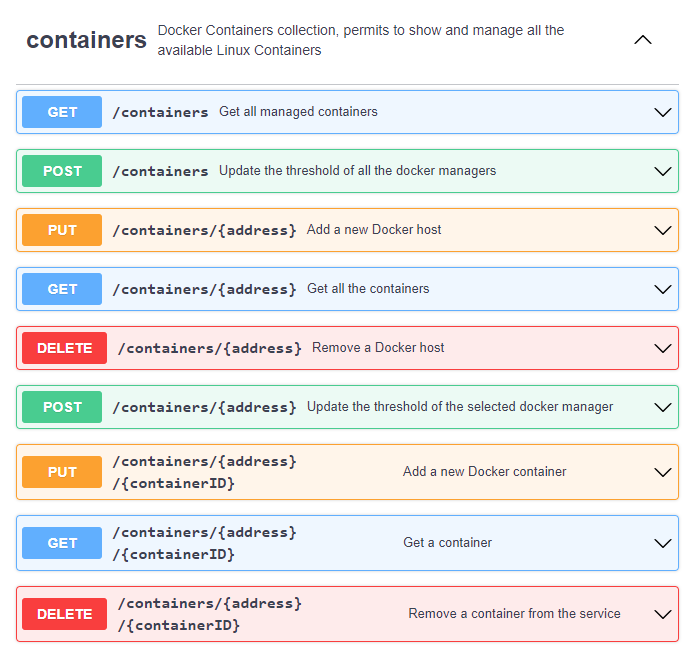 containers Docker Containers collection, permits to show and manage all the
available Linux Containers
GET /containers Get all managed containers
POST /containers Update the threshold of all the docker managers
PUT /containers/{address} Add a new Docker host
GET /containers/{address} Get all the containers
DELETE /containers/{address} Remove a Docker host
POST /containers/{address} Update the threshold of the selected docker manager
PUT /containers/{address}
/{containerID} Add a new Docker container
GET /containers/{address}
/{containerID} Get a container
DELETE /containers/{address}
/{containerID} Remove a container from the service